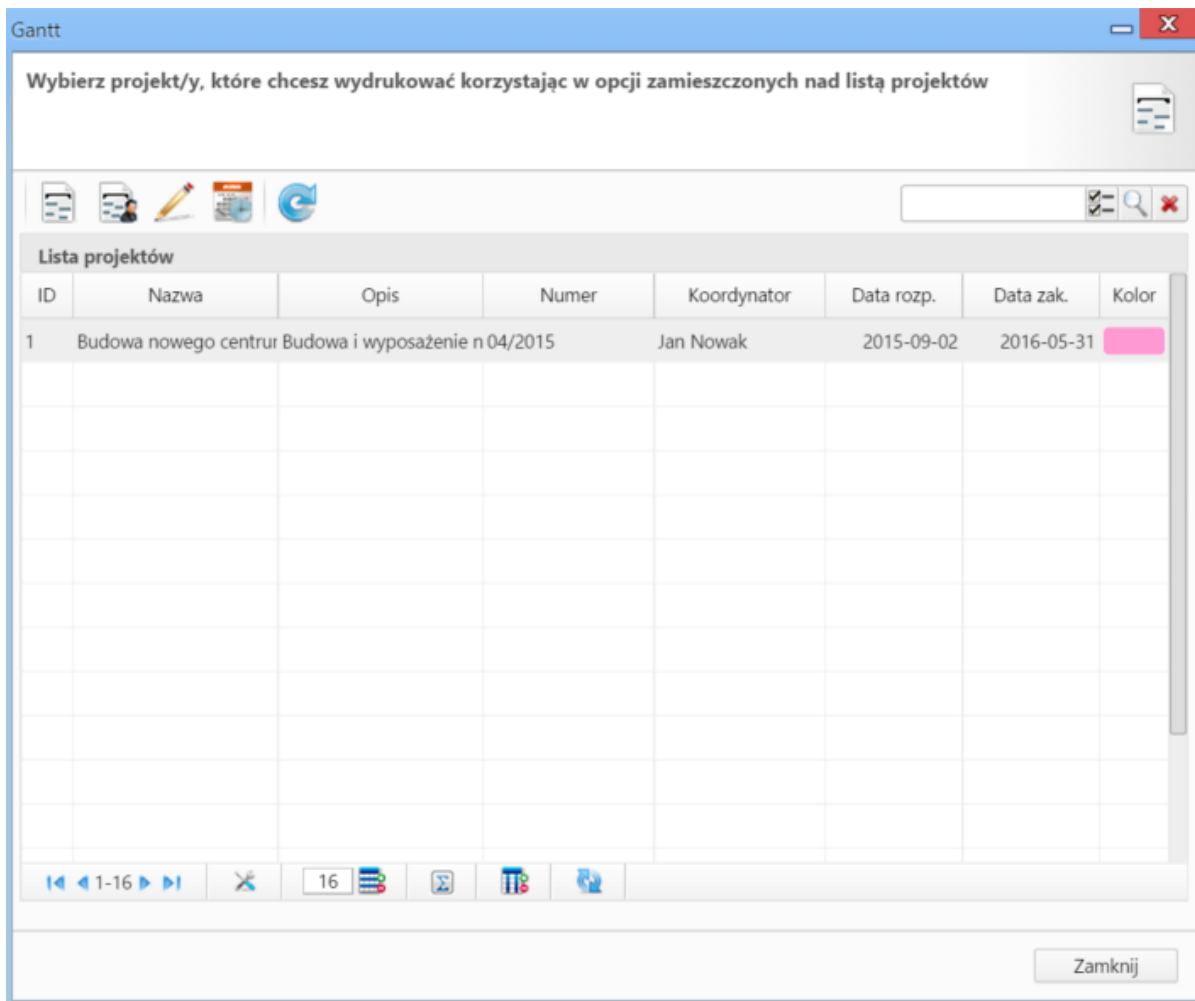 Gantt
Wybierz projekt/y, które chcesz wydrukować korzystając w opcji zamieszczonych nad listą projektów
Lista projektów
ID Nazwa Opis Numer Koordynator Data rozp. Data zak. Kolor
1 Budowa nowego centrur Budowa i wyposażenie n 04/2015 Jan Nowak 2015-09-02 2016-05-31
1-16 16
Zamknij